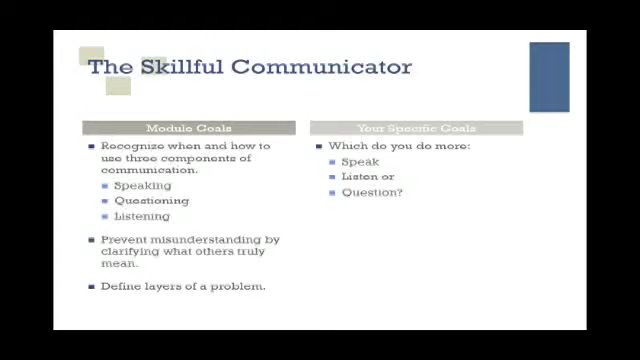 The Skillful Communicator
Module Goals
Recognize when and how to
use three components of
communication.
Speaking
Questioning
Listening
Prevent misunderstanding by
clarifying what others truly
mean.
Define layers of a problem.
Your Specific Goals
Which do you do more:
Speak
Listen or
Question?